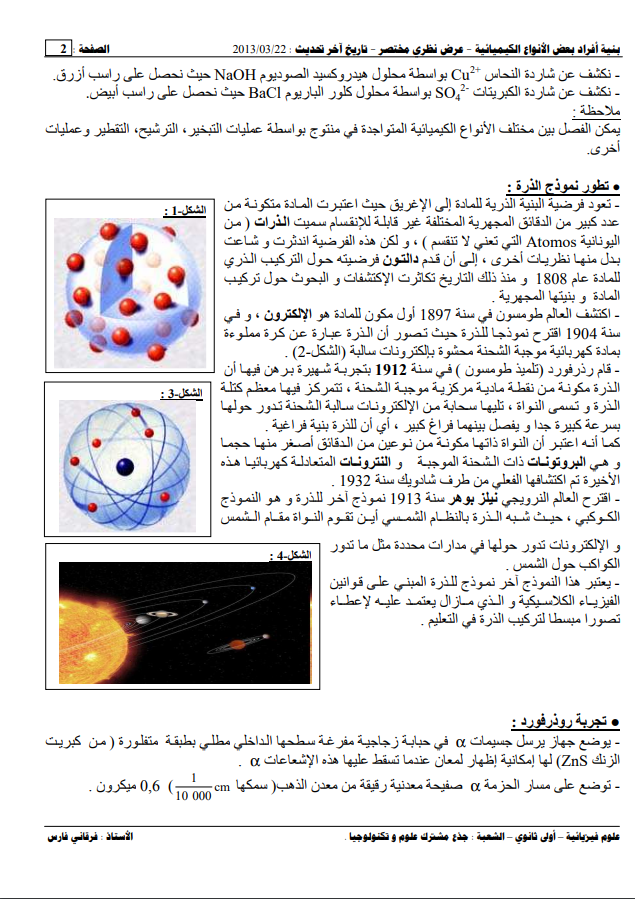 بنية أفراد بعض الأنواع الكيميائية – عرض نظري مختصر – تاريخ آخر تحديث : 2013/03/22 الصفحة : 2
- نكشف عن شاردة النحاس Cu2+ بواسطة محلول هيدروكسيد الصوديوم NaOH حيث نحصل على راسب أزرق.
- نكشف عن شاردة الكبريتات SO42- بواسطة محلول كلور الباريوم BaCl حيث نحصل على راسب أبيض.
ملاحظة :
يمكن الفصل بين مختلف الأنواع الكيميائية المتواجدة في منتوج بواسطة عمليات التبخير، الترشيح، التقطير وعمليات
أخرى.
● تطور نموذج الذرة :
- تعود فرضية البنية الذرية للمادة إلى الإغريق حيث اعتبرت المادة متكونة من
عدد كبير من الدقائق المجهرية المختلفة غير قابلة للإنقسام سميت الذرات ( من
اليونانية Atomos التي تعني لا تنقسم ) ، و لكن هذه الفرضية اندثرت و شاعت
بدل منها نظريات أخرى ، إلى أن قدم دالتون فرضيته حول التركيب الذري
للمادة عام 1808 و منذ ذلك التاريخ تكاثرت الإكتشفات و البحوث حول تركيب
المادة و بنيتها المجهرية .
- اكتشف العالم طومسون في سنة 1897 أول مكون للمادة هو الإلكترون ، و في
سنة 1904 اقترح نموذجا للذرة حيث تصور أن الذرة عبارة عن كرة مملوءة
بمادة كهربائية موجبة الشحنة محشوة بإلكترونات سالبة (الشكل-2) .
- قام رذرفورد (تلميذ طومسون ) في سنة 1912 بتجربة شهيرة برهن فيها أن
الذرة مكونة من نقطة مادية مركزية موجبة الشحنة ، تتمركز فيها معظم كتلة
الذرة و تسمى النواة ، تليها سحابة من الإلكترونات سالبة الشحنة تدور حولها
بسرعة كبيرة جدا و يفصل بينهما فراغ كبير ، أي أن للذرة بنية فراغية .
كما أنه اعتبر أن النواة ذاتها مكونة من نوعين من الدقائق أصغر منها حجما
و هي البروتونات ذات الشحنة الموجبة و النترونات المتعادلة كهربائيا هذه
الأخيرة تم اكتشافها الفعلي من طرف شادويك سنة 1932 .
- اقترح العالم النرويجي نيلز بوهر سنة 1913 نموذج آخر للذرة و هو النموذج
الكوكبي ، حيث شبه الذرة بالنظام الشمسي أين تقوم النواة مقام الشمس
و الإلكترونات تدور حولها في مدارات محددة مثل ما تدور
الكواكب حول الشمس .
- يعتبر هذا النموذج آخر نموذج للذرة المبني على قوانين
الفيزياء الكلاسيكية و الذي مازال يعتمد عليه لإعطاء
تصورا مبسطا لتركيب الذرة في التعليم .
الشكل-1 :
الشكل-3 :
الشكل-4 :
● تجربة روذرفورد :
- يوضع جهاز يرسل جسيمات α في حبابة زجاجية مفرغة سطحها الداخلي مطلي بطبقة متفلورة ( من كبريت
الزنك ZnS) لها إمكانية إظهار لمعان عندما تسقط عليها هذه الإشعاعات α .
- توضع على مسار الحزمة α صفيحة معدنية رقيقة من معدن الذهب( سمكها 1/10 000 cm ) 0,6 ميكرون .
علوم فيزيائية – أولى ثانوي – الشعبة : جذع مشترك علوم و تكنولوجيا . الأستاذ : فرقاني فارس